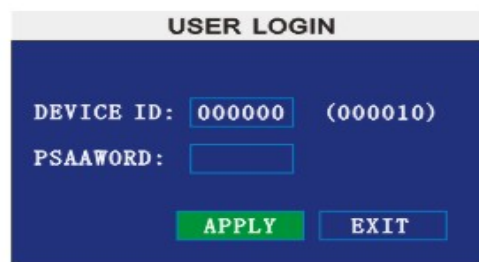 USER LOGIN
DEVICE ID: 000000 (000010)
PSAAWORD:
APPLY EXIT